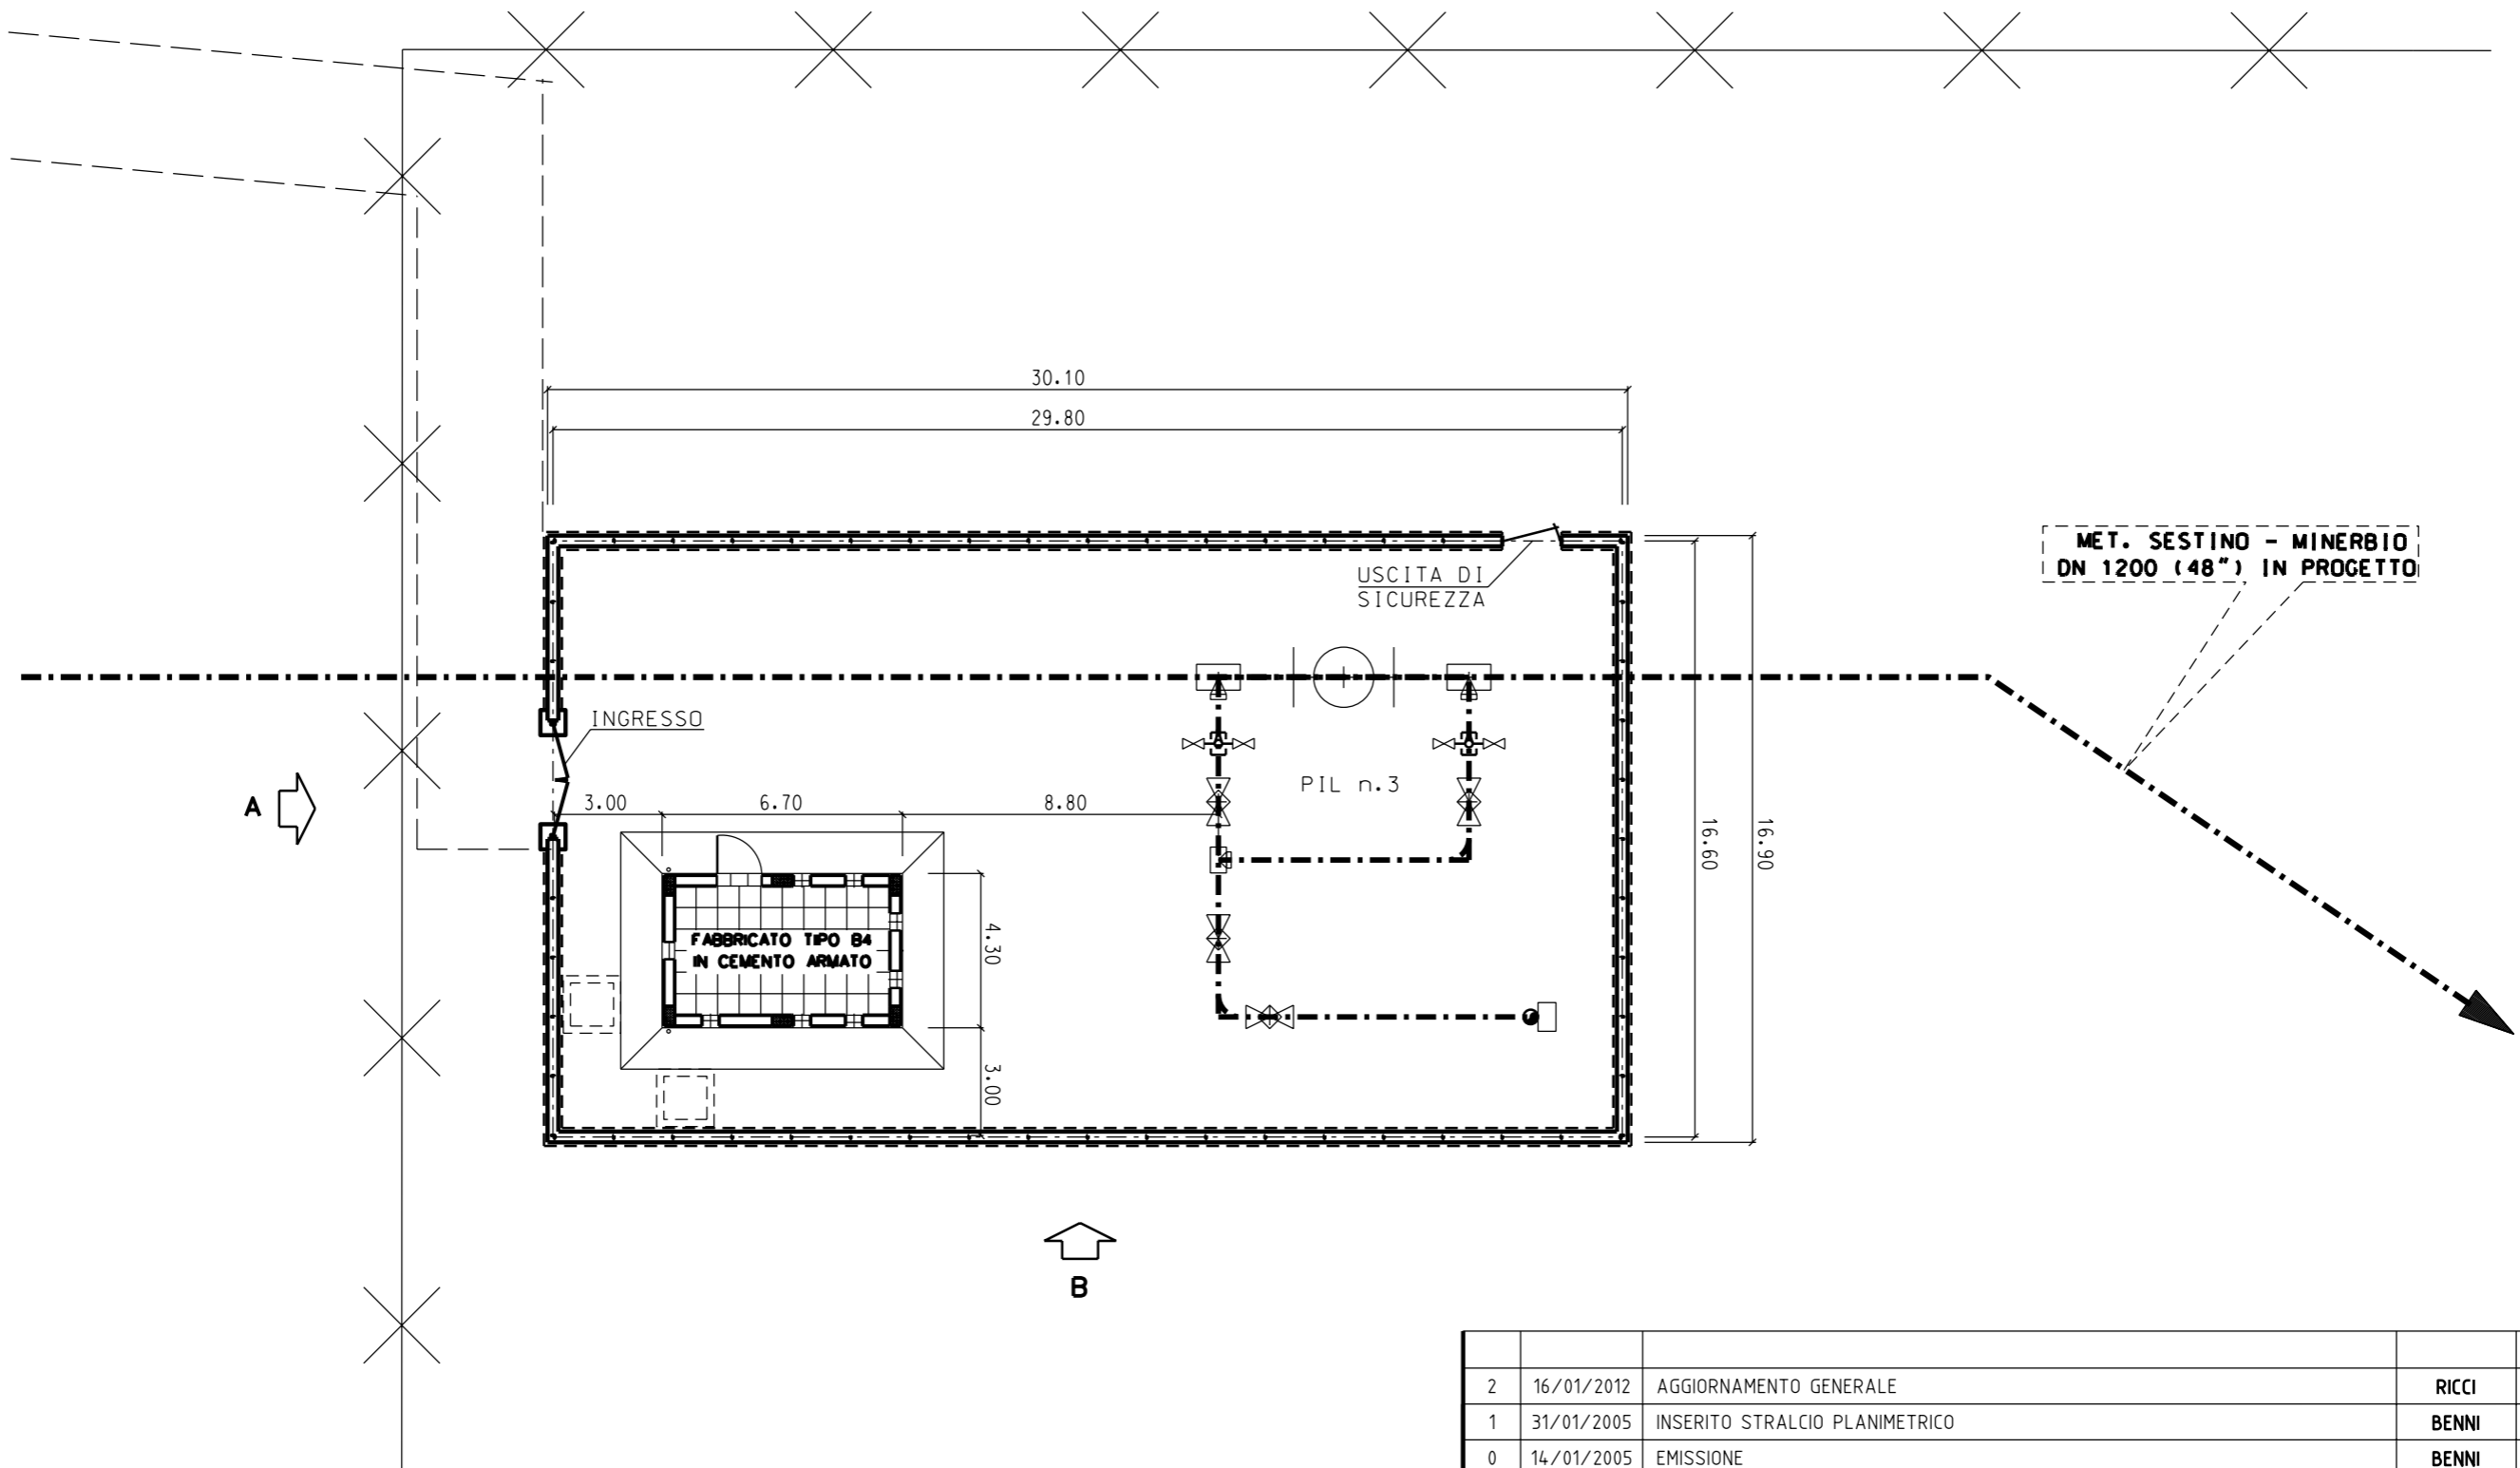 30.10
29.80
MET. SESTINO - MINERBIO
DN 1200 (48") IN PROGETTO
USCITA DI
SICUREZZA
INGRESSO
PIL n.3
A
3.00
6.70
8.80
16.60
16.90
FABBRICATO TIPO B4
IN CEMENTO ARMATO
4.30
3.00
B
2 16/01/2012 AGGIORNAMENTO GENERALE RICCI
1 31/01/2005 INSERITO STRALCIO PLANIMETRICO BENNI
0 14/01/2005 EMISSIONE BENNI